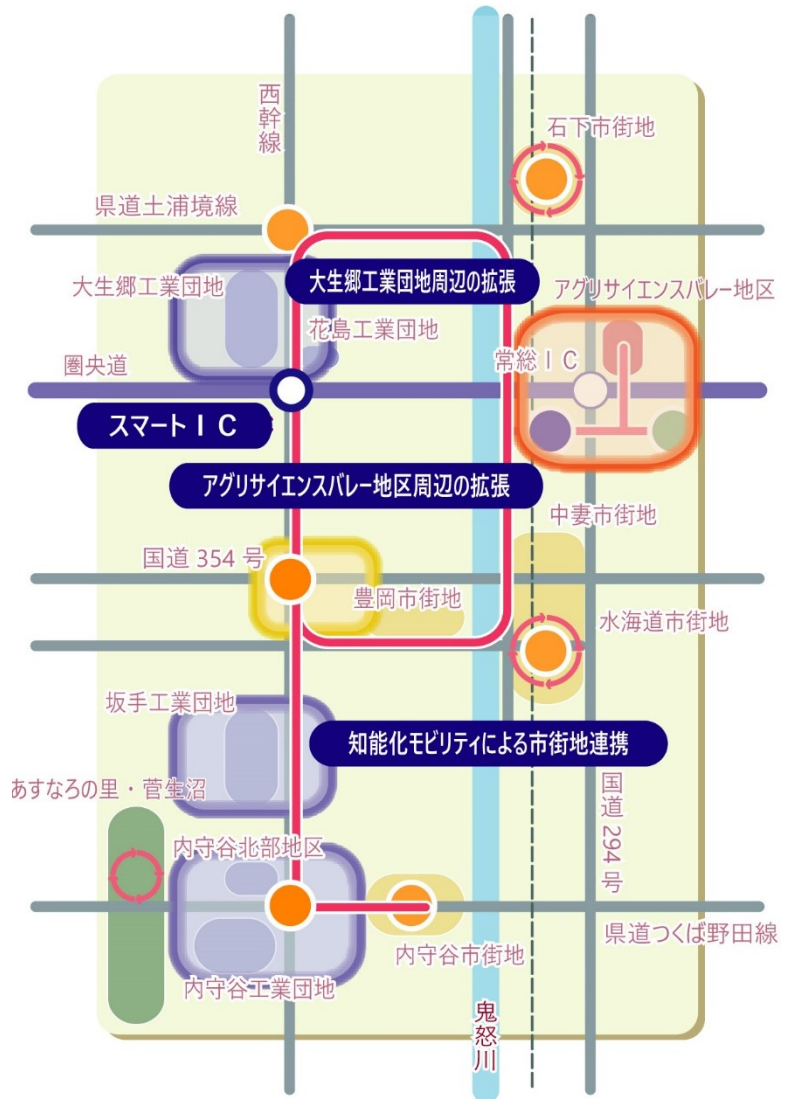 西幹線
石下市街地
県道土浦境線
大生郷工業団地周辺の拡張
大生郷工業団地
アグリサイエンスバレー地区
花島工業団地
常総IC
圏央道
スマートIC
アグリサイエンスバレー地区周辺の拡張
中妻市街地
国道354号
豊岡市街地
水海道市街地
坂手工業団地
知能化モビリティによる市街地連携
あすなろの里・菅生沼
国道294号
内守谷北部地区
県道つくば野田線
内守谷市街地
内守谷工業団地
鬼怒川